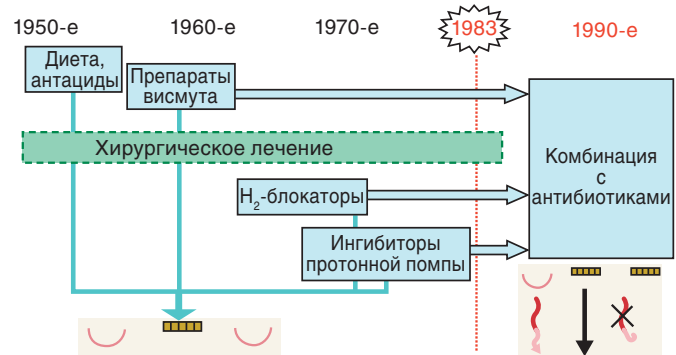 1950-е 1960-е 1970-е 1983 1990-е
Диета,
антациды
Препараты
висмута
Хирургическое лечение
Комбинация
с
антибиотиками
H₂-блокаторы
Ингибиторы
протонной помпы